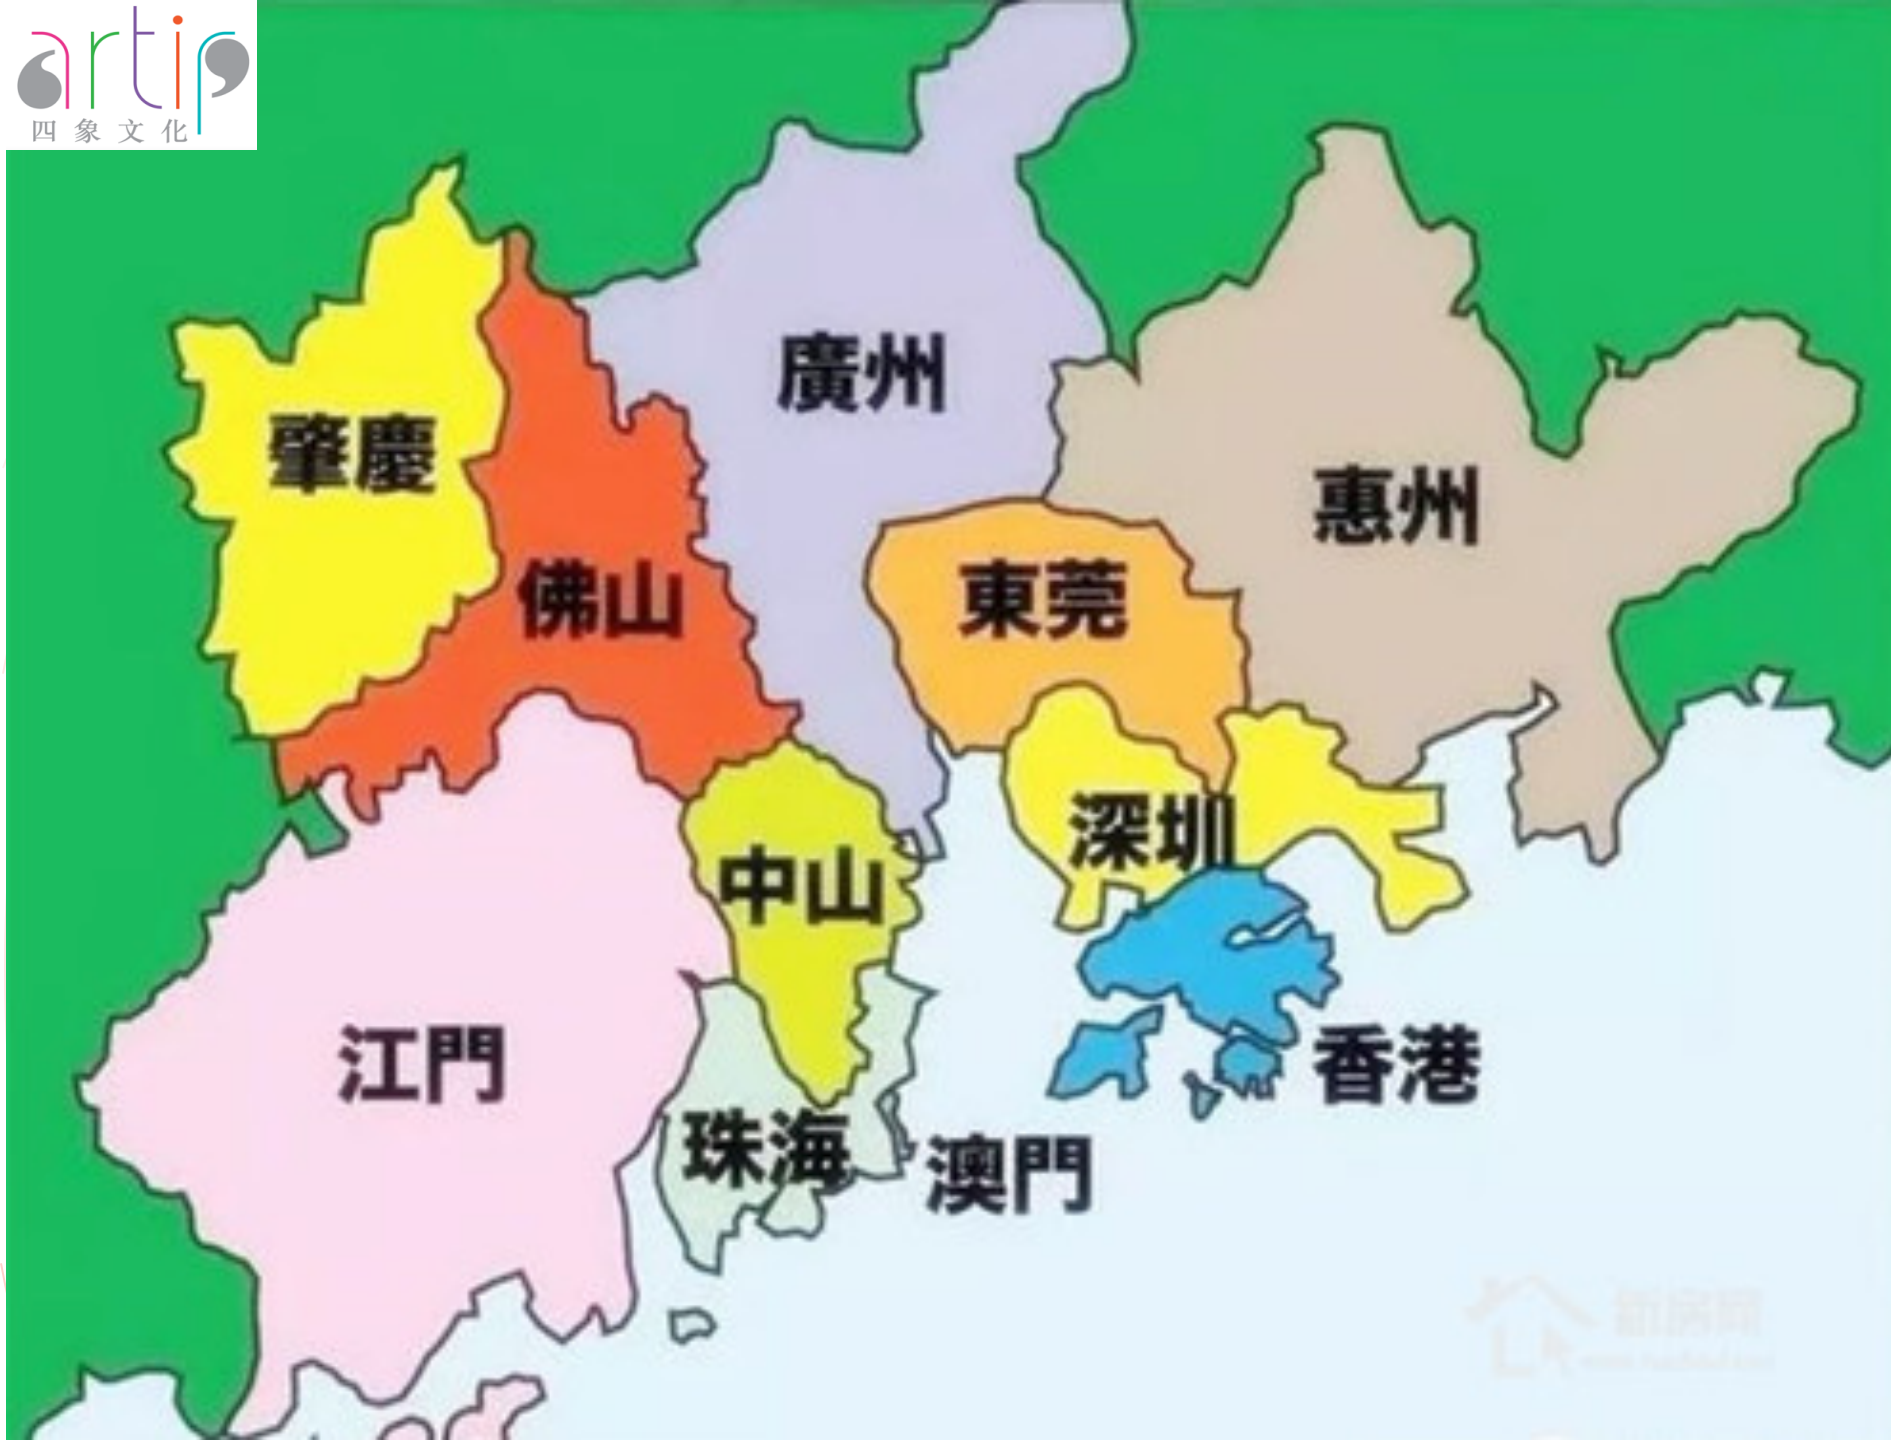 artip
四象文化
廣州
肇慶
惠州
佛山
東莞
深圳
中山
江門
香港
珠海
澳門